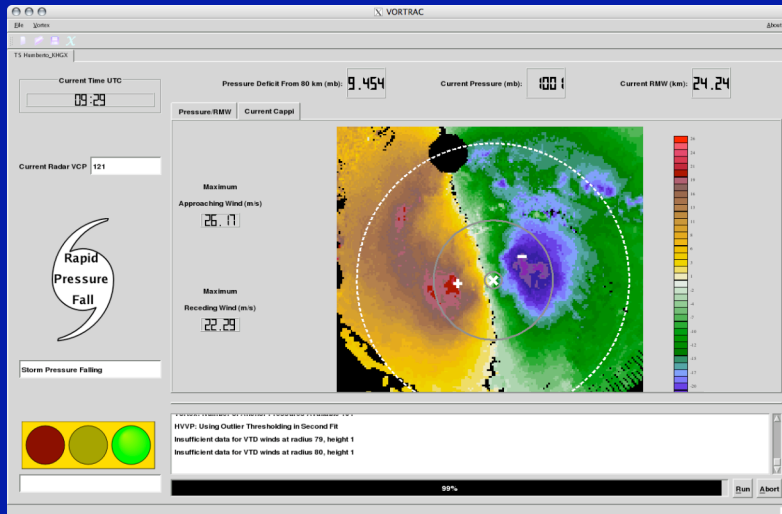 VORTRAC
File Vortex About
TS Humberto_KHGX
Current Time UTC
09:29
Pressure Deficit From 80 km (mb): 9.454
Current Pressure (mb): 1001
Current RMW (km): 24.24
Pressure/RMW Current Cappi
Current Radar VCP 121
Maximum
Approaching Wind (m/s)
26.17
Rapid
Pressure
Fall
Maximum
Receding Wind (m/s)
22.29
Storm Pressure Falling
HVVP: Using Outlier Thresholding in Second Fit
Insufficient data for VTD winds at radius 79, height 1
Insufficient data for VTD winds at radius 80, height 1
99%
Run Abort